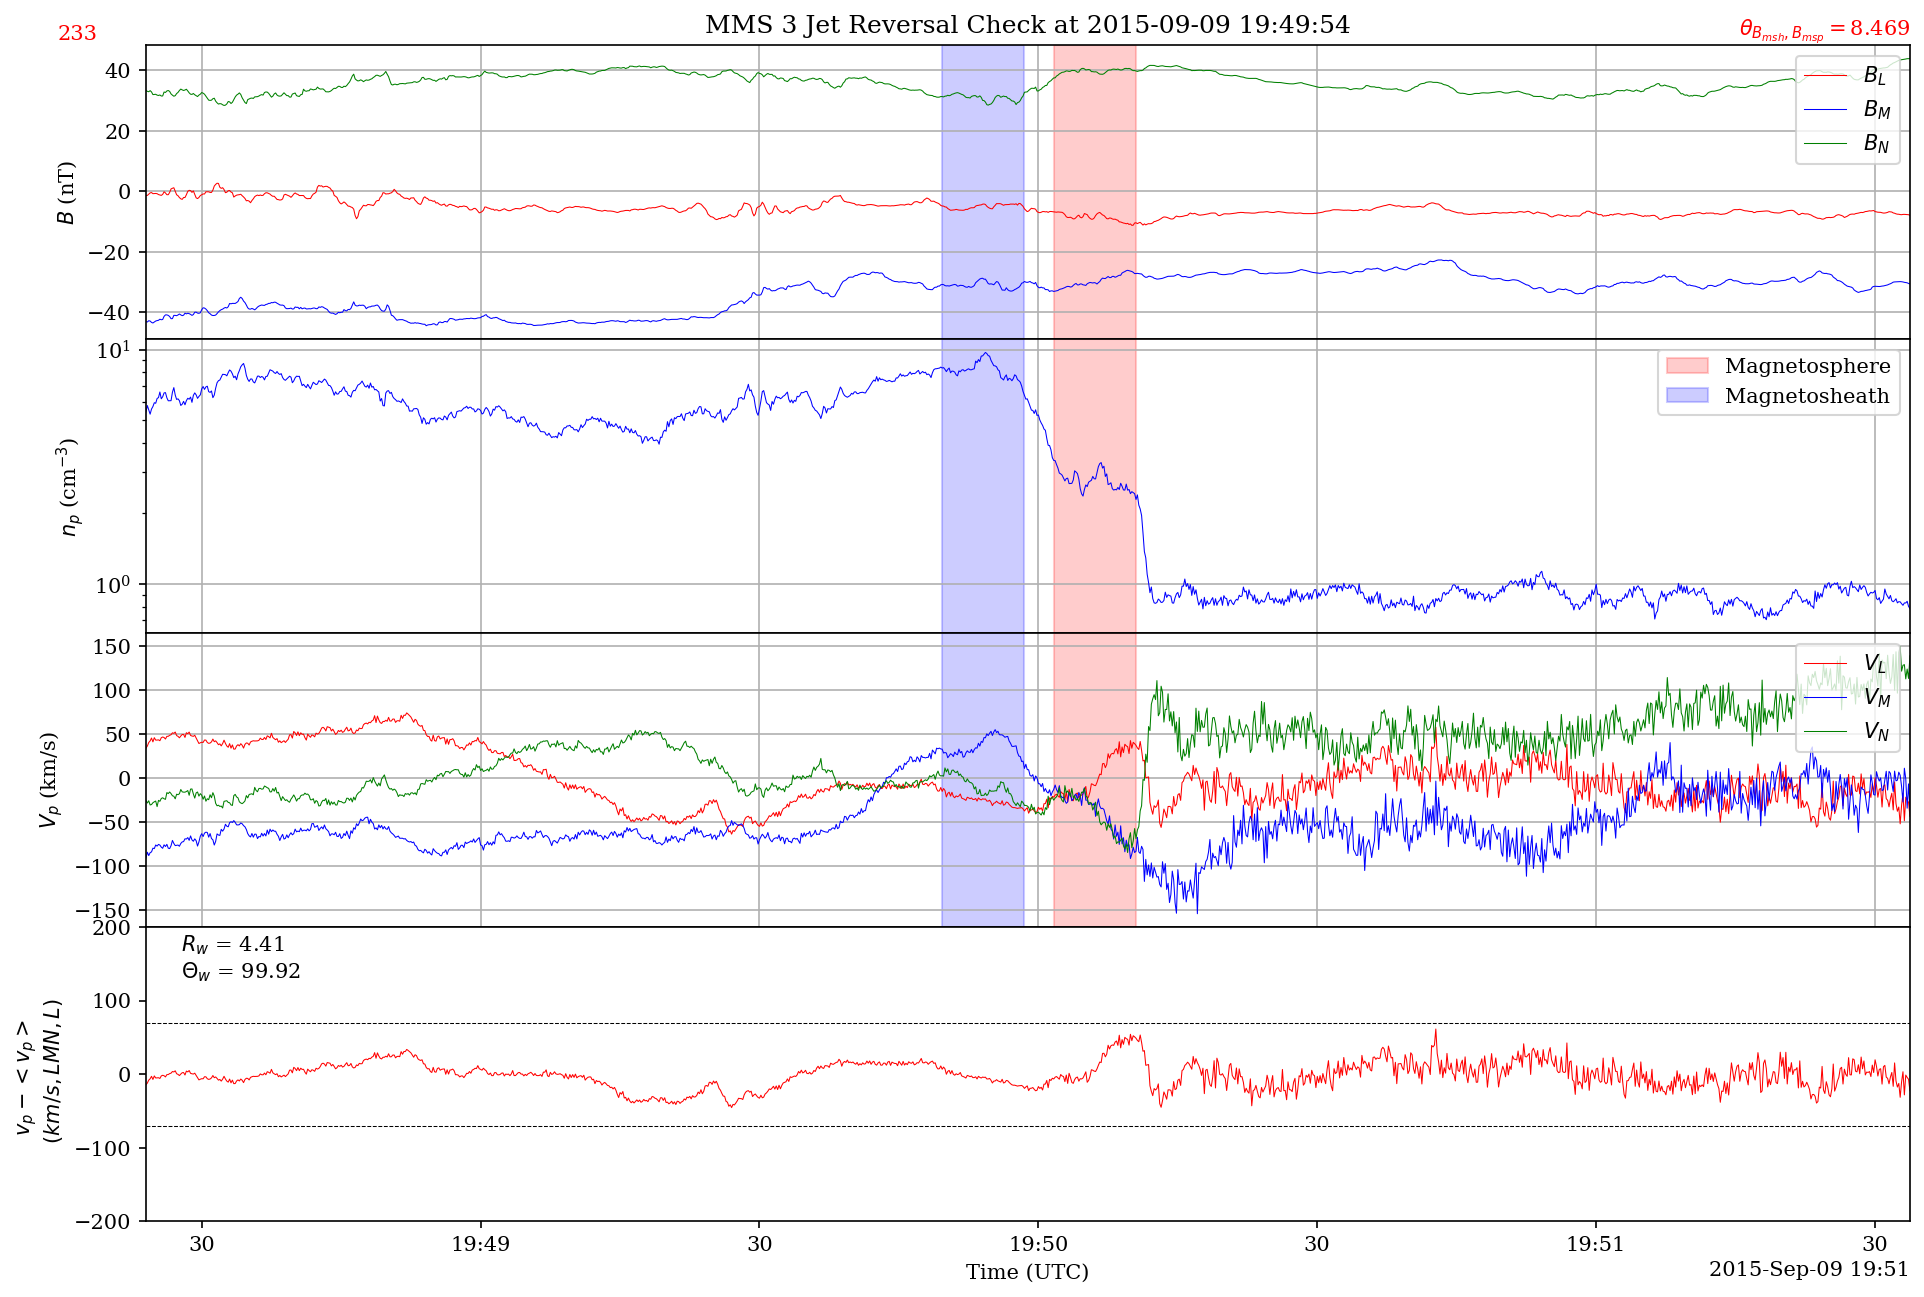 MMS 3 Jet Reversal Check at 2015-09-09 19:49:54
233
θ_{B_{msh}, B_{msp}} = 8.469
40
20
0
−20
−40
B (nT)
B_L
B_M
B_N
10^1
10^0
n_p (cm^{−3})
Magnetosphere
Magnetosheath
150
100
50
0
−50
−100
−150
V_p (km/s)
V_L
V_M
V_N
200
100
0
−100
−200
v_p − < v_p >
(km/s, LMN, L)
R_w = 4.41
Θ_w = 99.92
30 19:49 30 19:50 30 19:51 30
Time (UTC)
2015-Sep-09 19:51